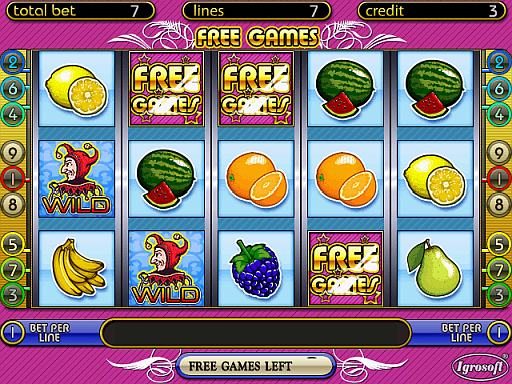 total bet 7 lines 7 credit 3
FREE GAMES
2 FREE GAMES FREE GAMES 2
6 6
4 4
9 9
1 WILD 1
8 8
5 5
7 WILD FREE GAMES 7
3 3
1 BET PER LINE BET PER LINE 1
FREE GAMES LEFT
Igrosoft®